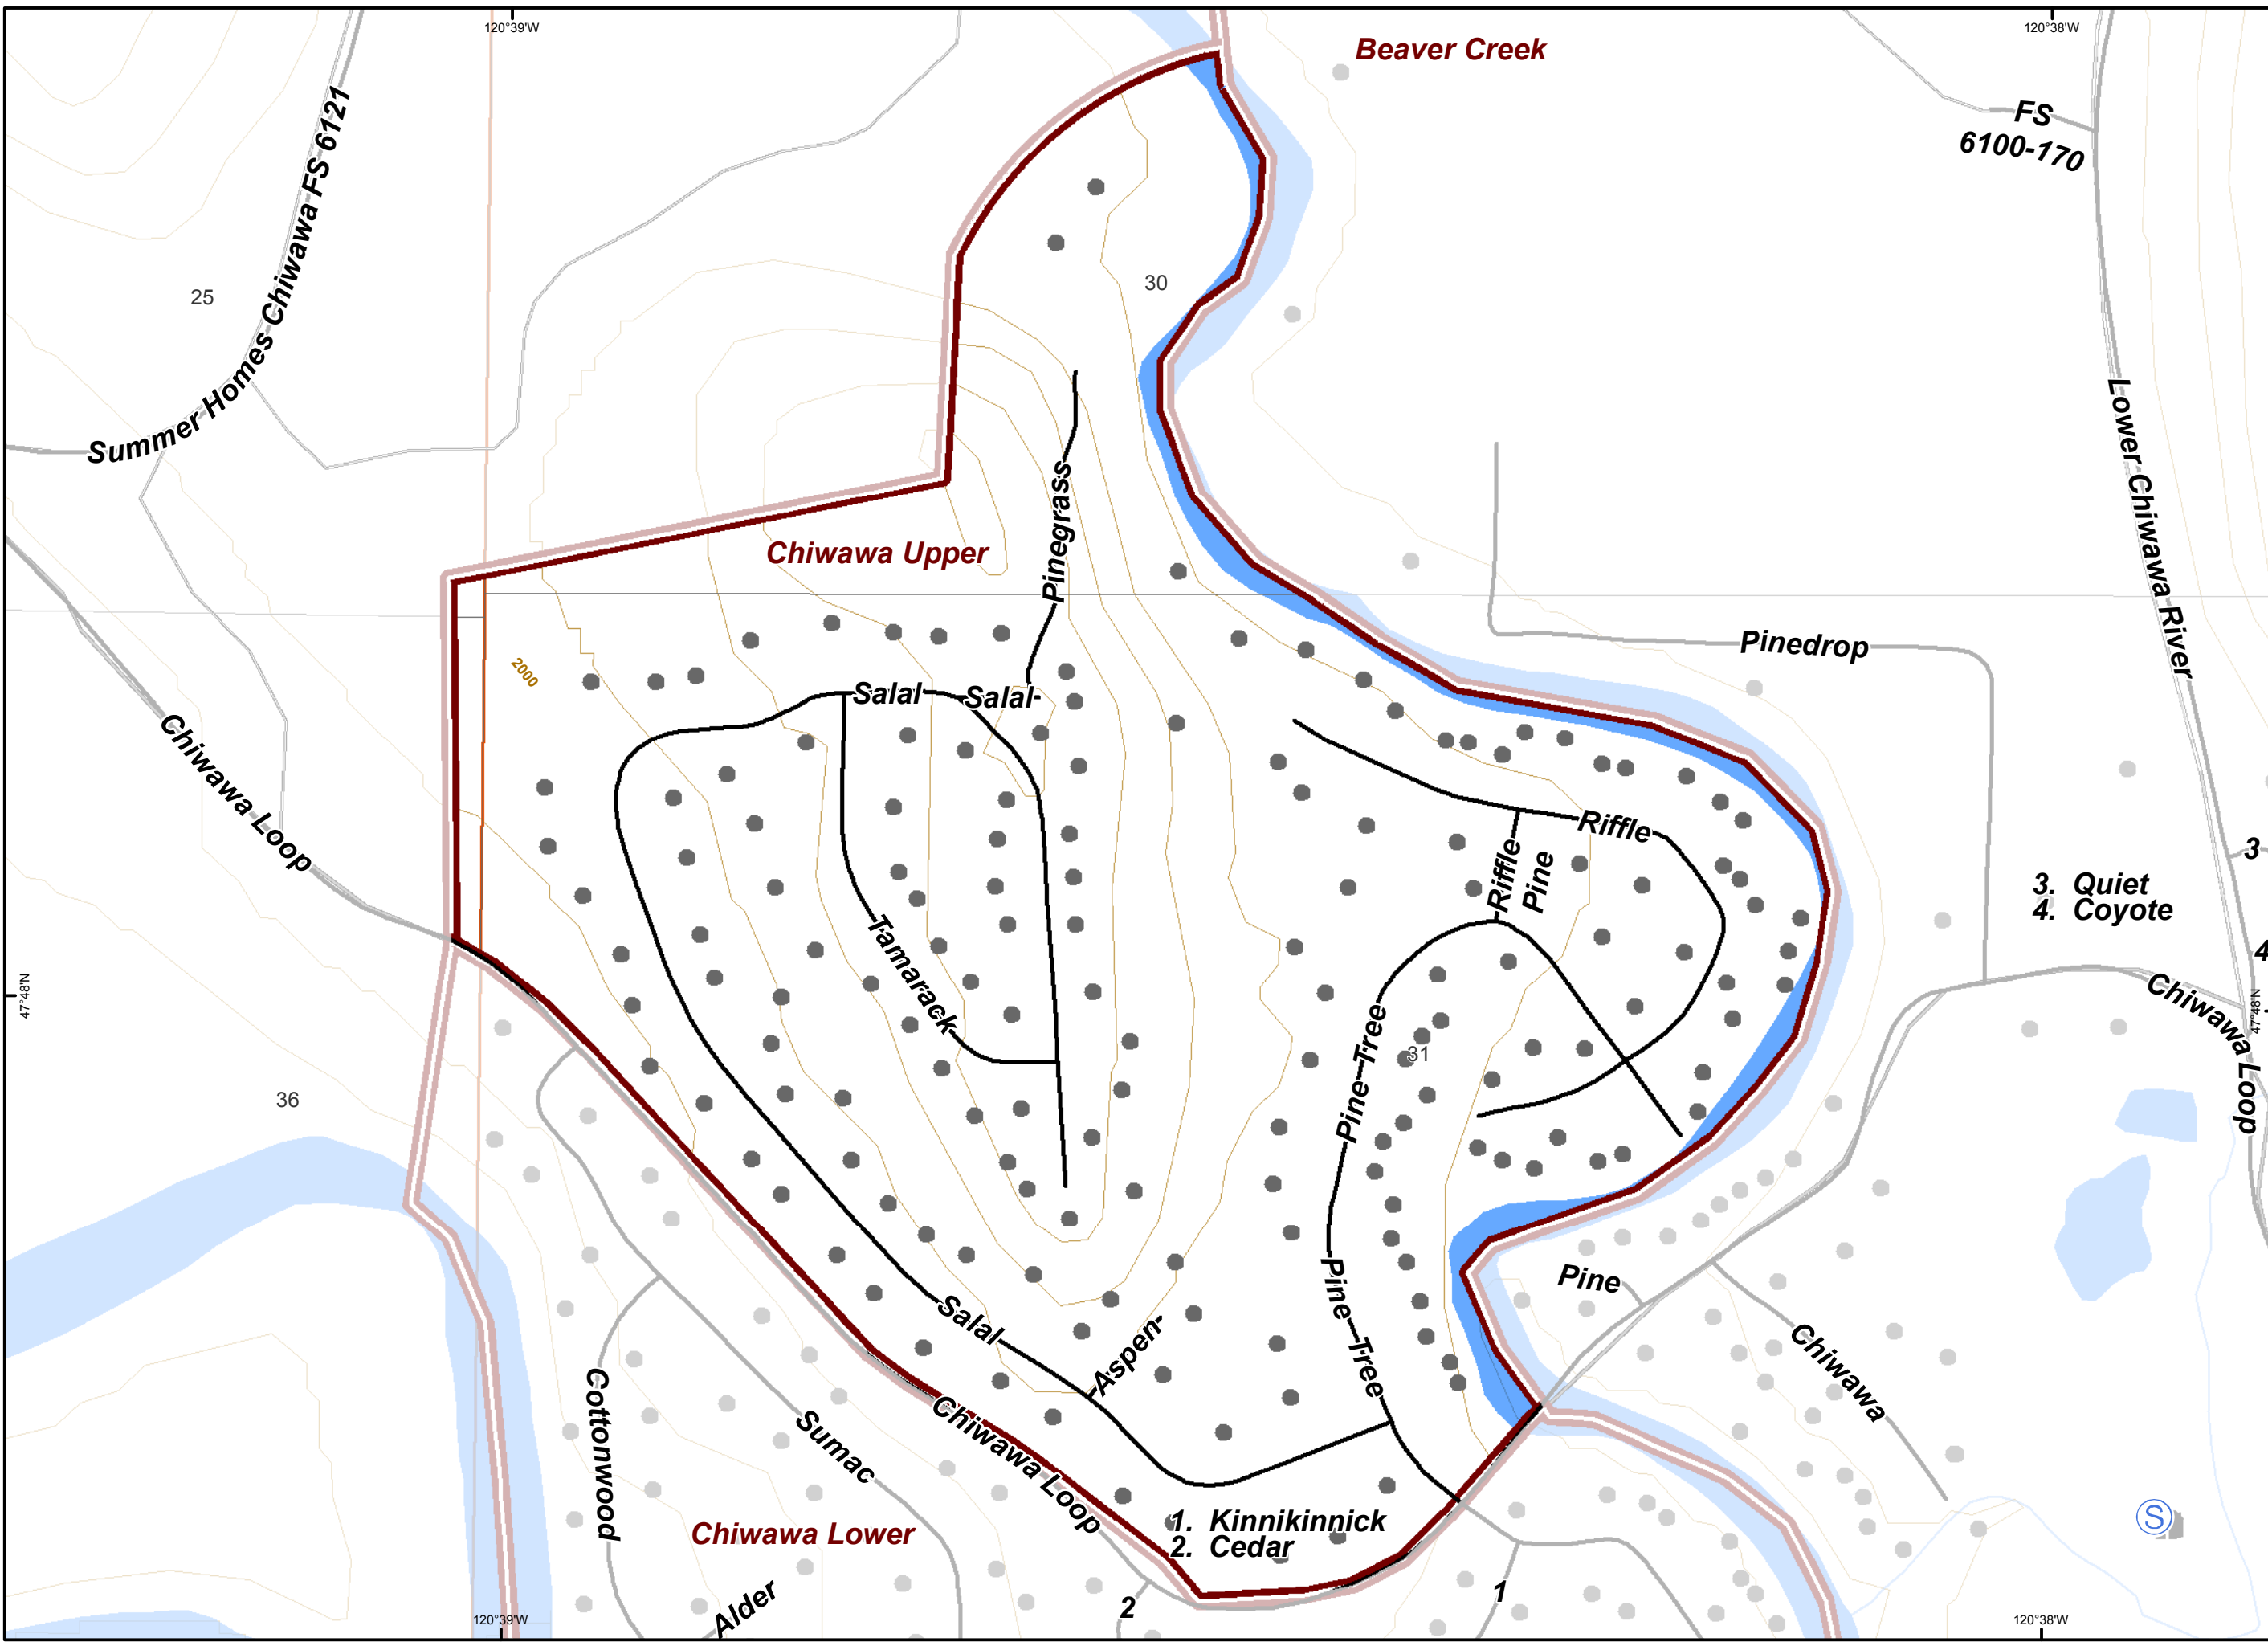 120°39'W
120°38'W
Beaver Creek
FS
6100-170
Summer Homes Chiwawa FS 6121
25
30
Lower Chiwawa River
Pinegrass
Chiwawa Upper
Pinedrop
2000
Salal
Salal
Chiwawa Loop
Riffle
Riffle
Pine
3
3. Quiet
4. Coyote
4
Tamarack
47°48'N
47°48'N
Chiwawa Loop
Pine Tree
31
36
Pine Tree
Pine
Salal
Aspen
Chiwawa
Cottonwood
Sumac
Chiwawa Loop
1. Kinnikinnick
2. Cedar
S
Chiwawa Lower
Alder
2
1
120°39'W
120°38'W